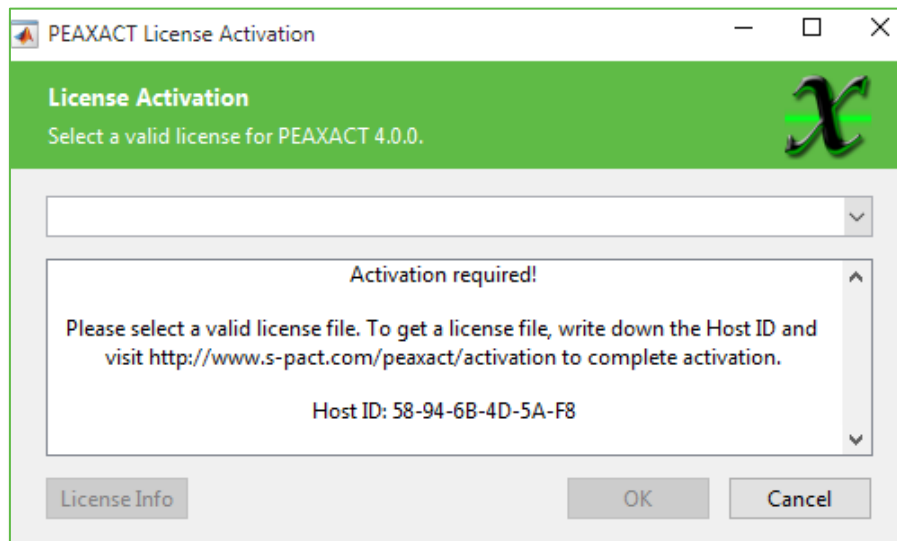 PEAXACT License Activation
License Activation
Select a valid license for PEAXACT 4.0.0.
Activation required!
Please select a valid license file. To get a license file, write down the Host ID and
visit http://www.s-pact.com/peaxact/activation to complete activation.
Host ID: 58-94-6B-4D-5A-F8
License Info
OK
Cancel